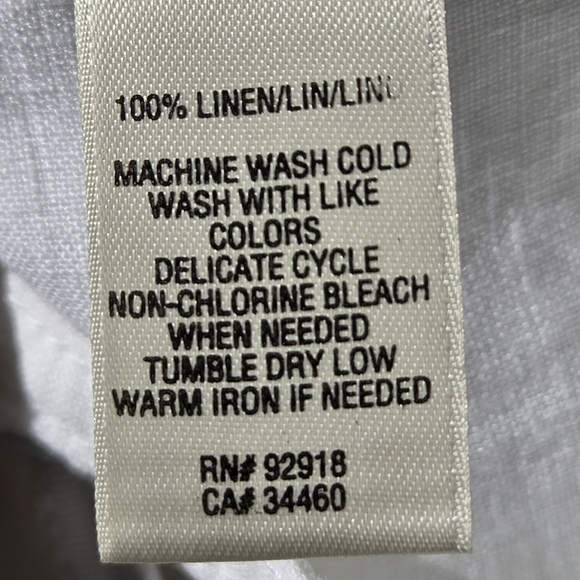 100% LINEN/LIN/LINO
MACHINE WASH COLD
WASH WITH LIKE
COLORS
DELICATE CYCLE
NON-CHLORINE BLEACH
WHEN NEEDED
TUMBLE DRY LOW
WARM IRON IF NEEDED
RN# 92918
CA# 34460